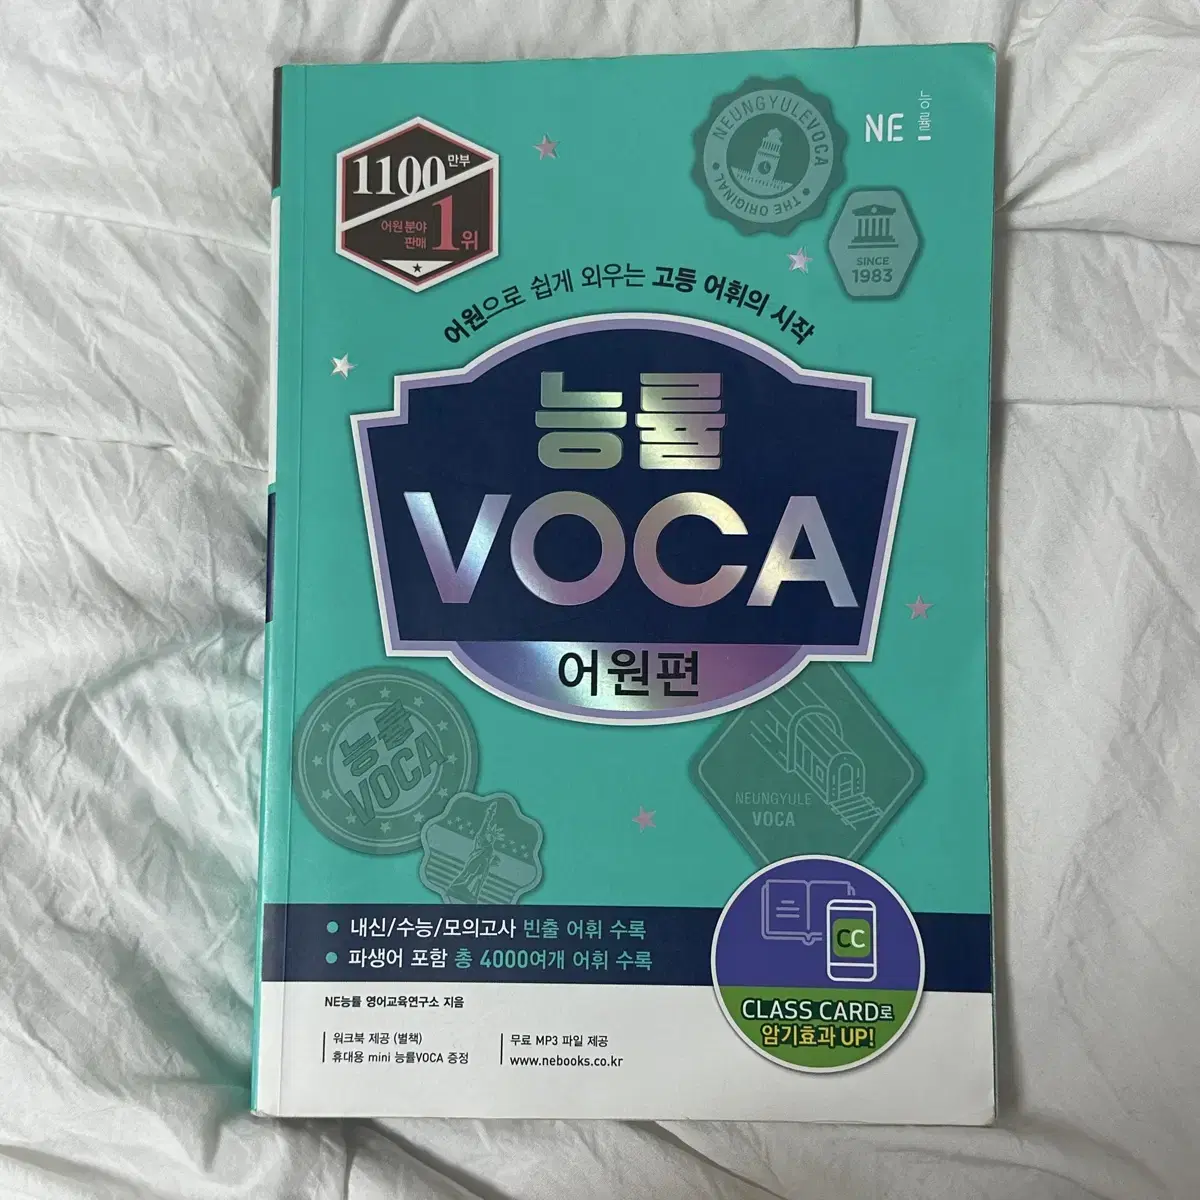 NE 능률
NEUNGYULE VOCA
THE ORIGINAL
1100만부
어원 분야
판매 1위
SINCE
1983
어원으로 쉽게 외우는 고등 어휘의 시작
능률
VOCA
어원편
능률
VOCA
NEUNGYULE
VOCA
내신/수능/모의고사 빈출 어휘 수록
파생어 포함 총 4000여개 어휘 수록
CC
CLASS CARD로
암기효과 UP!
NE능률 영어교육연구소 지음
워크북 제공 (별책)
휴대용 mini 능률VOCA 증정
무료 MP3 파일 제공
www.nebooks.co.kr